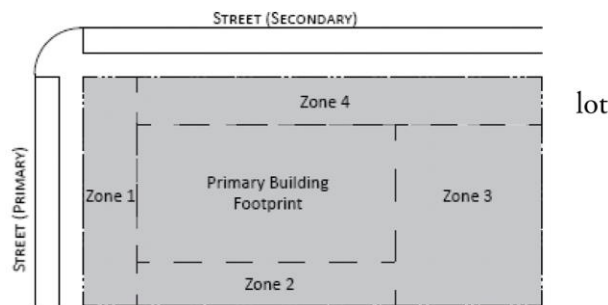 STREET (SECONDARY)
Zone 4
lot
STREET (PRIMARY)
Zone 1
Primary Building
Footprint
Zone 3
Zone 2